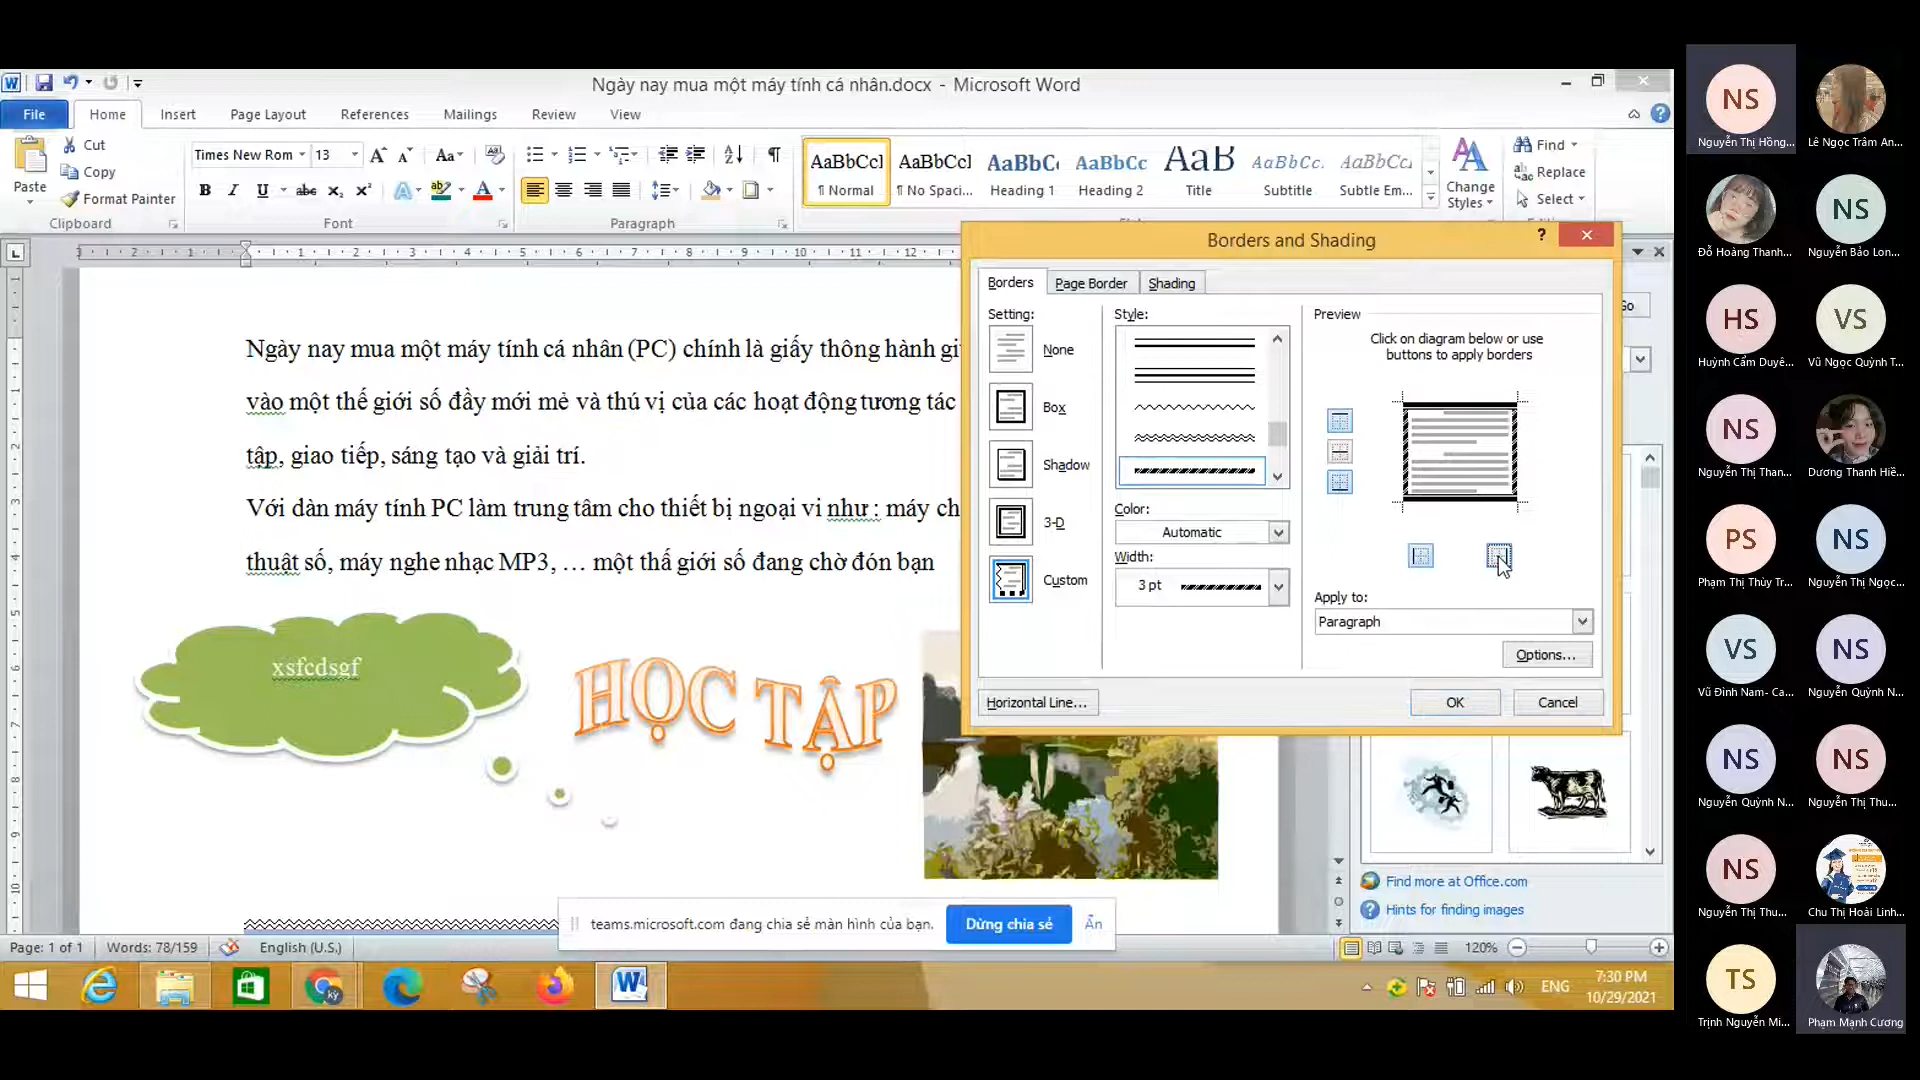 Ngày nay mua một máy tính cá nhân.docx - Microsoft Word
File Home Insert Page Layout References Mailings Review View
Paste
Cut
Copy
Format Painter
Clipboard
Times New Rom 13
Font
Paragraph
AaBbCcI AaBbCcI AaBbC AaBbCc AaB AaBbCc. AaBbCc
¶ Normal ¶ No Spaci... Heading 1 Heading 2 Title Subtitle Subtle Em...
Change Styles
Find
Replace
Select
Ngày nay mua một máy tính cá nhân (PC) chính là giấy thông hành
vào một thế giới số đầy mới mẻ và thú vị của các hoạt động tương tác
tập, giao tiếp, sáng tạo và giải trí.
Với dàn máy tính PC làm trung tâm cho thiết bị ngoại vi như : máy
thuật số, máy nghe nhạc MP3, … một thấ giới số đang chờ đón bạn
xsfcdsgf
HỌC TẬP
Borders and Shading
Borders Page Border Shading
Setting:
None
Box
Shadow
3-D
Custom
Style:
Color:
Automatic
Width:
3 pt
Preview
Click on diagram below or use
buttons to apply borders
Apply to:
Paragraph
Options...
Horizontal Line...
OK Cancel
Find more at Office.com
Hints for finding images
teams.microsoft.com đang chia sẻ màn hình của bạn. Dừng chia sẻ Ẩn
Page: 1 of 1 Words: 78/159 English (U.S.) 120%
ENG
7:30 PM
10/29/2021
NS
Nguyễn Thị Hồng... Lê Ngọc Trâm An...
NS
Đỗ Hoàng Thanh... Nguyễn Bảo Lon...
HS VS
Huỳnh Cẩm Duyê... Vũ Ngọc Quỳnh T...
NS
Nguyễn Thị Than... Dương Thanh Hiề...
PS NS
Phạm Thị Thùy Tr... Nguyễn Thị Ngọc...
VS NS
Vũ Đình Nam- Ca... Nguyễn Quỳnh N...
NS NS
Nguyễn Quỳnh N... Nguyễn Thị Thu...
NS
Nguyễn Thị Thu... Chu Thị Hoài Linh...
TS
Trịnh Nguyễn Mi... Phạm Mạnh Cương